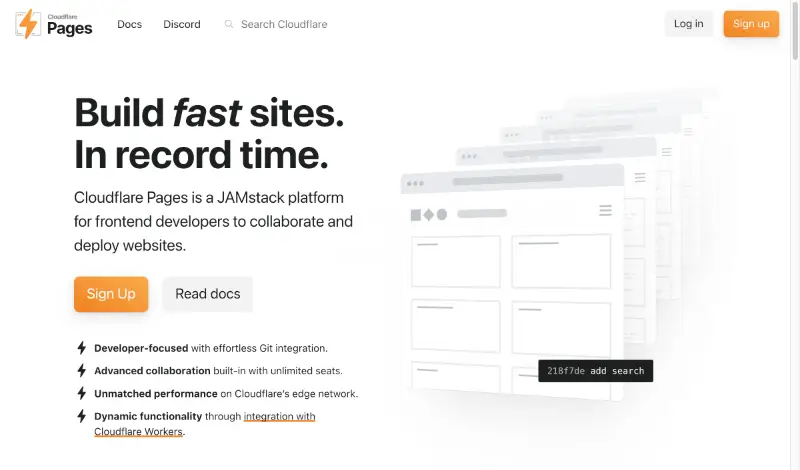 Cloudflare
Pages
Docs
Discord
Search Cloudflare
Log in
Sign up
Build fast sites.
In record time.
Cloudflare Pages is a JAMstack platform
for frontend developers to collaborate and
deploy websites.
Sign Up
Read docs
Developer-focused with effortless Git integration.
Advanced collaboration built-in with unlimited seats.
Unmatched performance on Cloudflare's edge network.
Dynamic functionality through integration with
Cloudflare Workers.
218f7de add search